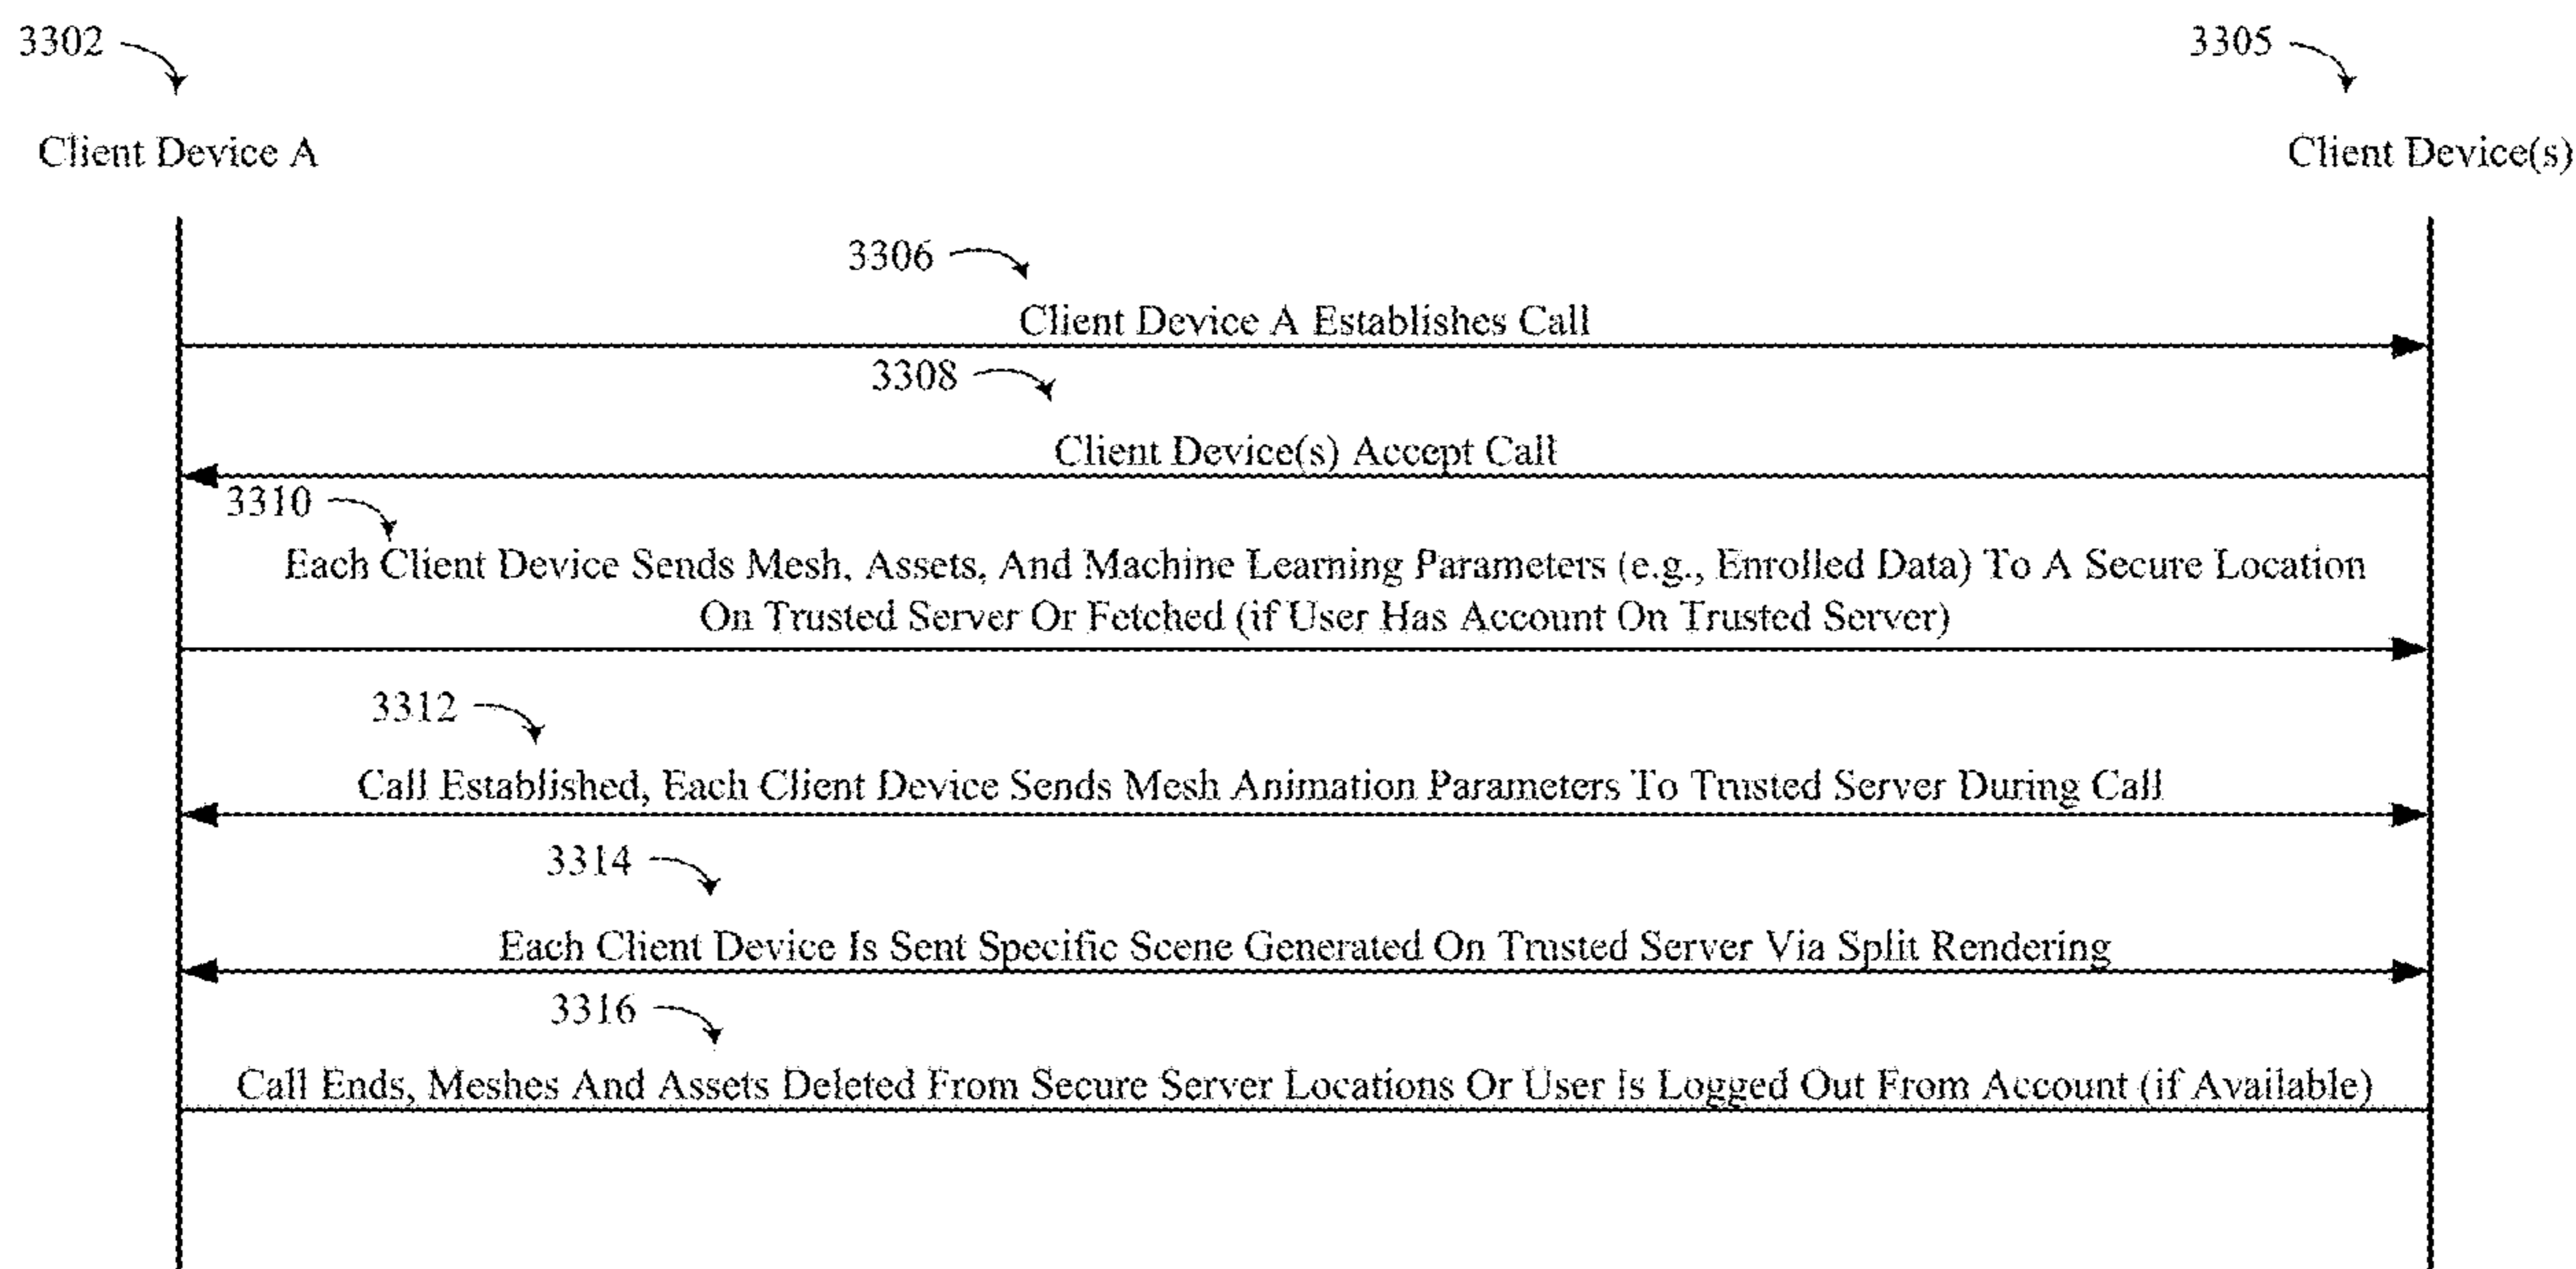 3302
3305
Client Device A
Client Device(s)
3306
Client Device A Establishes Call
3308
Client Device(s) Accept Call
3310
Each Client Device Sends Mesh, Assets, And Machine Learning Parameters (e.g., Enrolled Data) To A Secure Location
On Trusted Server Or Fetched (if User Has Account On Trusted Server)
3312
Call Established, Each Client Device Sends Mesh Animation Parameters To Trusted Server During Call
3314
Each Client Device Is Sent Specific Scene Generated On Trusted Server Via Split Rendering
3316
Call Ends, Meshes And Assets Deleted From Secure Server Locations Or User Is Logged Out From Account (if Available)